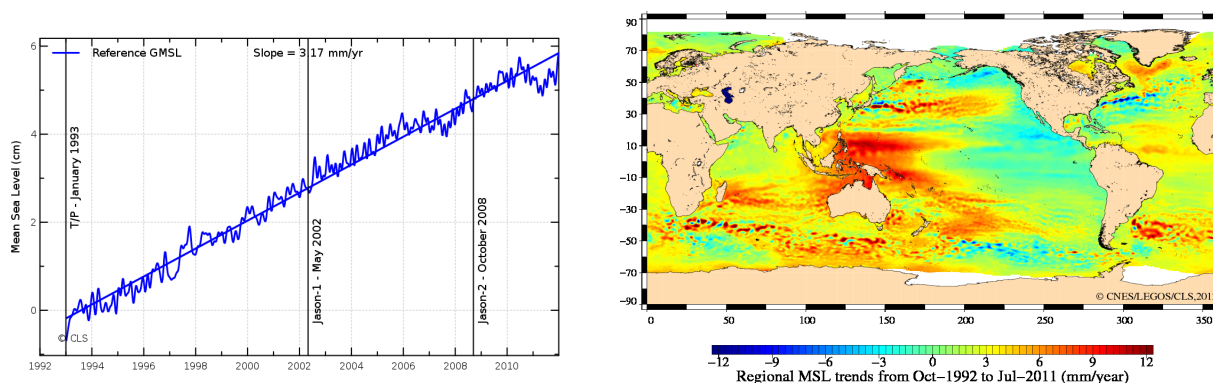 Reference GMSL
Slope = 3.17 mm/yr
Mean Sea Level (cm)
6
4
2
0
T/P - January 1993
Jason-1 - May 2002
Jason-2 - October 2008
© CLS
1992 1994 1996 1998 2000 2002 2004 2006 2008 2010
90
70
50
30
10
−10
−30
−50
−70
−90
© CNES/LEGOS/CLS,201
0 50 100 150 200 250 300 350
−12 −9 −6 −3 0 3 6 9 12
Regional MSL trends from Oct−1992 to Jul−2011 (mm/year)